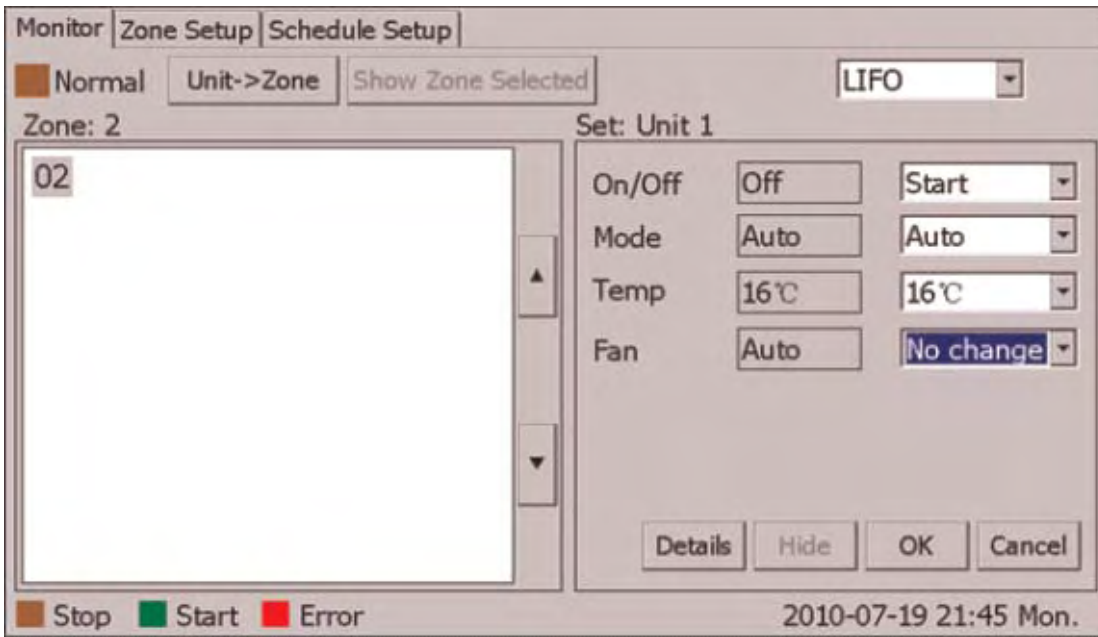 Monitor Zone Setup Schedule Setup
Normal Unit->Zone Show Zone Selected LIFO
Zone: 2 Set: Unit 1
02
On/Off Off Start
Mode Auto Auto
Temp 16℃ 16℃
Fan Auto No change
Details Hide OK Cancel
Stop Start Error 2010-07-19 21:45 Mon.